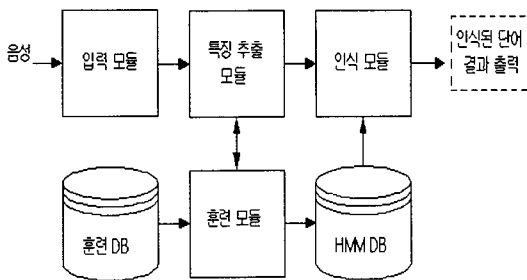 음성
입력 모듈
특징 추출
모듈
인식 모듈
인식된 단어
결과 출력
훈련 DB
훈련 모듈
HMM DB